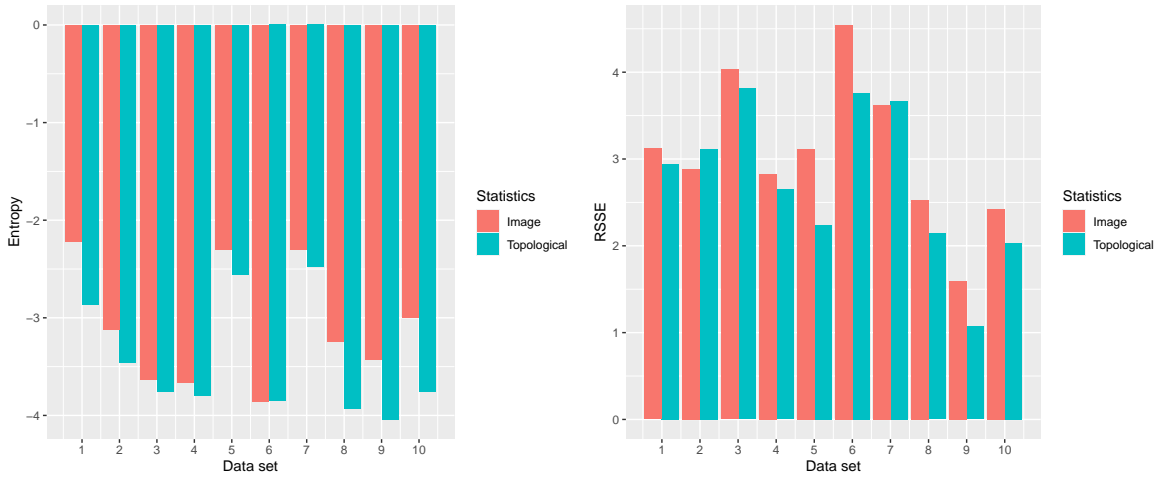 0
−1
−2
−3
−4
Entropy
1 2 3 4 5 6 7 8 9 10
Data set
Statistics
Image
Topological
4
3
2
1
0
RSSE
1 2 3 4 5 6 7 8 9 10
Data set
Statistics
Image
Topological